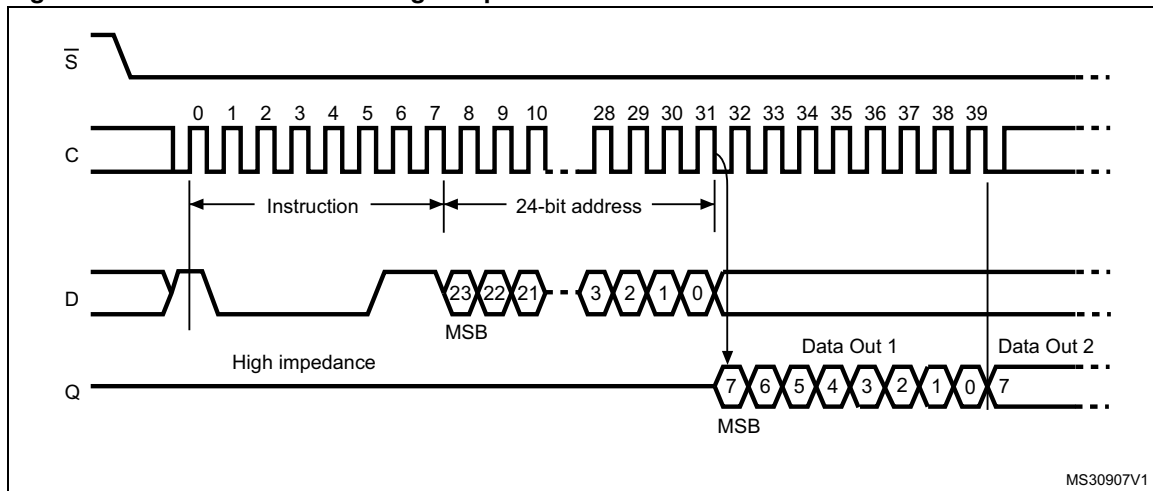 S
0 1 2 3 4 5 6 7 8 9 10 28 29 30 31 32 33 34 35 36 37 38 39
C
Instruction 24-bit address
D 23 22 21 3 2 1 0
MSB
High impedance Data Out 1 Data Out 2
Q 7 6 5 4 3 2 1 0 7
MSB
MS30907V1